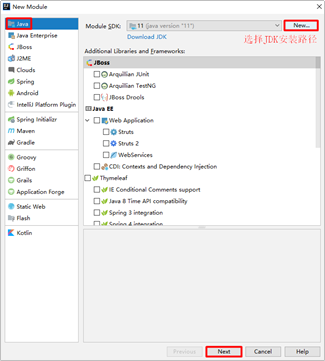 New Module
Java
Java Enterprise
JBoss
J2ME
Clouds
Spring
Android
IntelliJ Platform Plugin
Spring Initializr
Maven
Gradle
Groovy
Griffon
Grails
Application Forge
Static Web
Flash
Kotlin
Module SDK: 11 (java version "11") New...
Download JDK
选择JDK安装路径
Additional Libraries and Frameworks:
JBoss
Arquillian JUnit
Arquillian TestNG
JBoss Drools
Java EE
Web Application
Struts
Struts 2
WebServices
CDI: Contexts and Dependency Injection
Thymeleaf
IE Conditional Comments support
Java 8 Time API compatibility
Spring 3 integration
Spring 4 integration
Previous Next Cancel Help